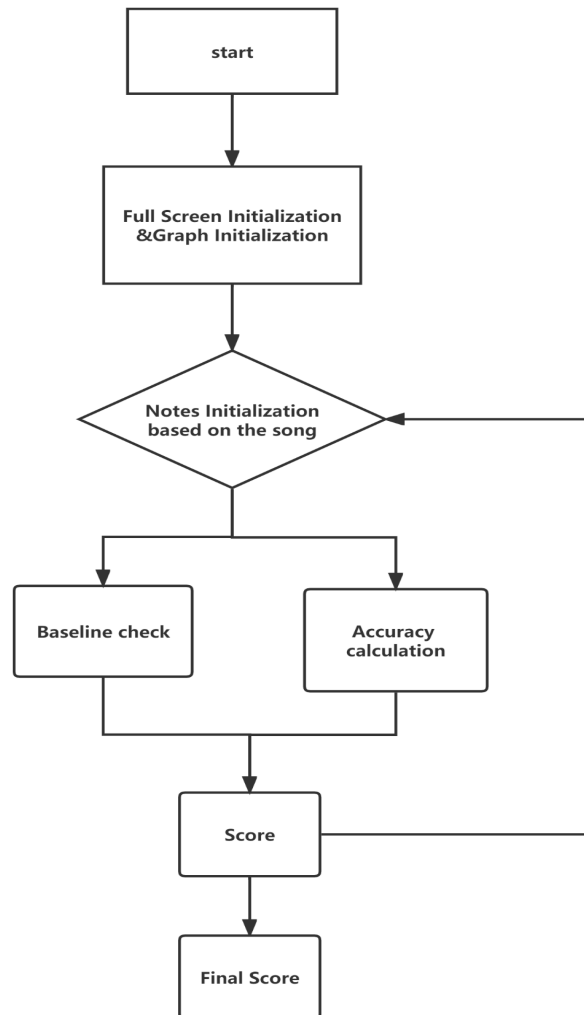 start
Full Screen Initialization
&Graph Initialization
Notes Initialization
based on the song
Baseline check
Accuracy
calculation
Score
Final Score